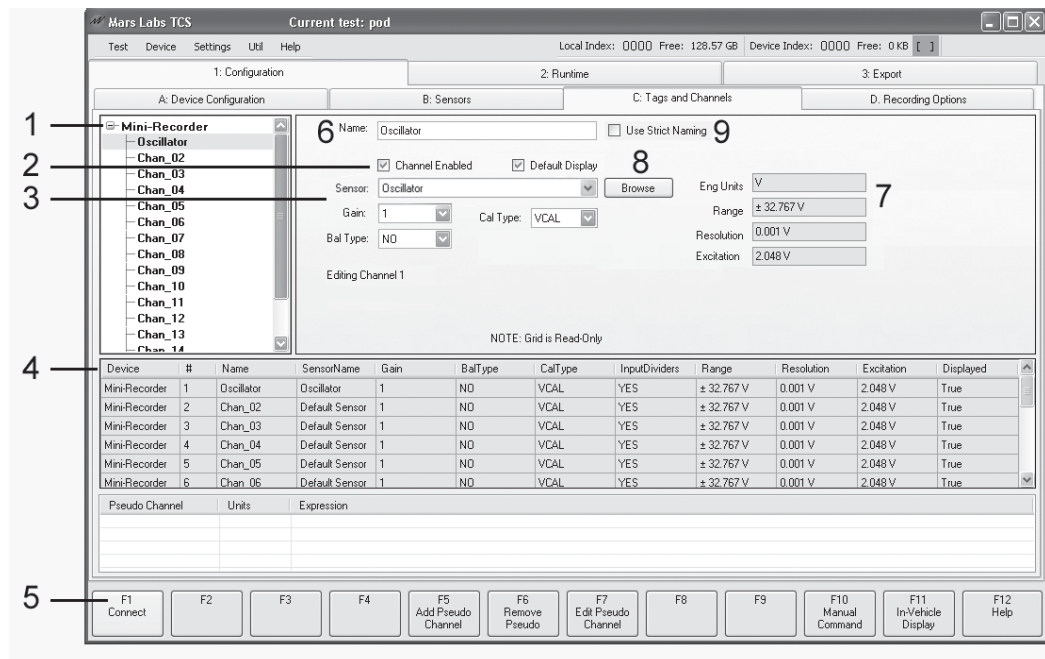 Mars Labs TCS Current test: pod
Test Device Settings Util Help Local Index: 0000 Free: 128.57 GB Device Index: 0000 Free: 0 KB [ ]
1: Configuration 2: Runtime 3: Export
A: Device Configuration B: Sensors C: Tags and Channels D. Recording Options
1
Mini-Recorder
Oscillator
Chan_02
Chan_03
Chan_04
Chan_05
Chan_06
Chan_07
Chan_08
Chan_09
Chan_10
Chan_11
Chan_12
Chan_13
Chan_14
2
3
6 Name: Oscillator Use Strict Naming 9
Channel Enabled Default Display 8
Sensor: Oscillator Browse
Gain: 1 Cal Type: VCAL
Bal Type: NO
Editing Channel 1
Eng Units V
Range ± 32.767 V
Resolution 0.001 V
Excitation 2.048 V
7
NOTE: Grid is Read-Only
4
Device # Name SensorName Gain BalType CalType InputDividers Range Resolution Excitation Displayed
Mini-Recorder 1 Oscillator Oscillator 1 NO VCAL YES ± 32.767 V 0.001 V 2.048 V True
Mini-Recorder 2 Chan_02 Default Sensor 1 NO VCAL YES ± 32.767 V 0.001 V 2.048 V True
Mini-Recorder 3 Chan_03 Default Sensor 1 NO VCAL YES ± 32.767 V 0.001 V 2.048 V True
Mini-Recorder 4 Chan_04 Default Sensor 1 NO VCAL YES ± 32.767 V 0.001 V 2.048 V True
Mini-Recorder 5 Chan_05 Default Sensor 1 NO VCAL YES ± 32.767 V 0.001 V 2.048 V True
Mini-Recorder 6 Chan_06 Default Sensor 1 NO VCAL YES ± 32.767 V 0.001 V 2.048 V True
Pseudo Channel Units Expression
5
F1 Connect
F2
F3
F4
F5 Add Pseudo Channel
F6 Remove Pseudo
F7 Edit Pseudo Channel
F8
F9
F10 Manual Command
F11 In-Vehicle Display
F12 Help